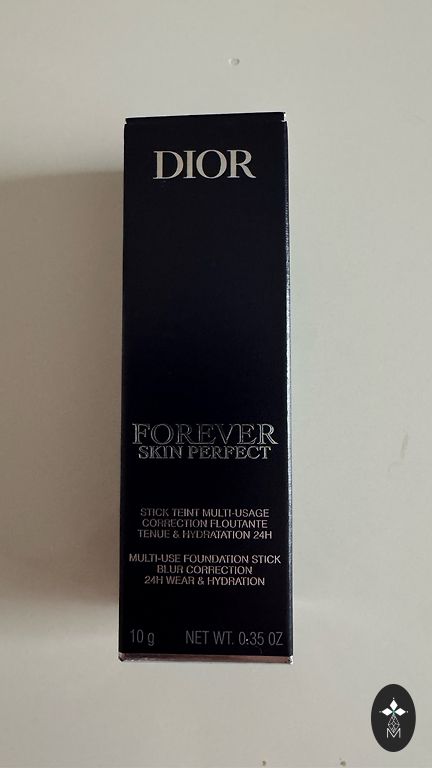 DIOR
FOREVER
SKIN PERFECT
STICK TEINT MULTI-USAGE
CORRECTION FLOUTANTE
TENUE & HYDRATATION 24H
MULTI-USE FOUNDATION STICK
BLUR CORRECTION
24H WEAR & HYDRATION
10 g NET WT. 0.35 OZ
M